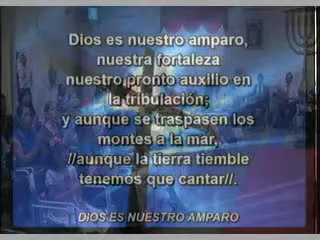 Dios es nuestro amparo,
nuestra fortaleza
nuestro pronto auxilio en
la tribulación;
y aunque se traspasen los
montes a la mar,
//aunque la tierra tiemble
tenemos que cantar//.
DIOS ES NUESTRO AMPARO